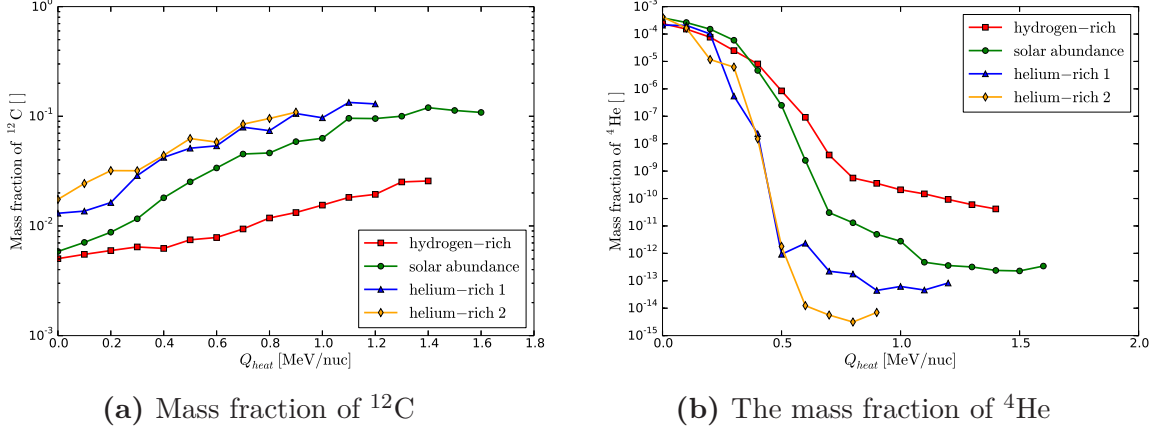 10^0
10^-1
10^-2
10^-3
Mass fraction of ^12C [ ]
0.0 0.2 0.4 0.6 0.8 1.0 1.2 1.4 1.6 1.8
Q_heat [MeV/nuc]
hydrogen−rich
solar abundance
helium−rich 1
helium−rich 2
(a) Mass fraction of ^12C
10^-3
10^-4
10^-5
10^-6
10^-7
10^-8
10^-9
10^-10
10^-11
10^-12
10^-13
10^-14
10^-15
Mass fraction of ^4He [ ]
0.0 0.5 1.0 1.5 2.0
Q_heat [MeV/nuc]
hydrogen−rich
solar abundance
helium−rich 1
helium−rich 2
(b) The mass fraction of ^4He